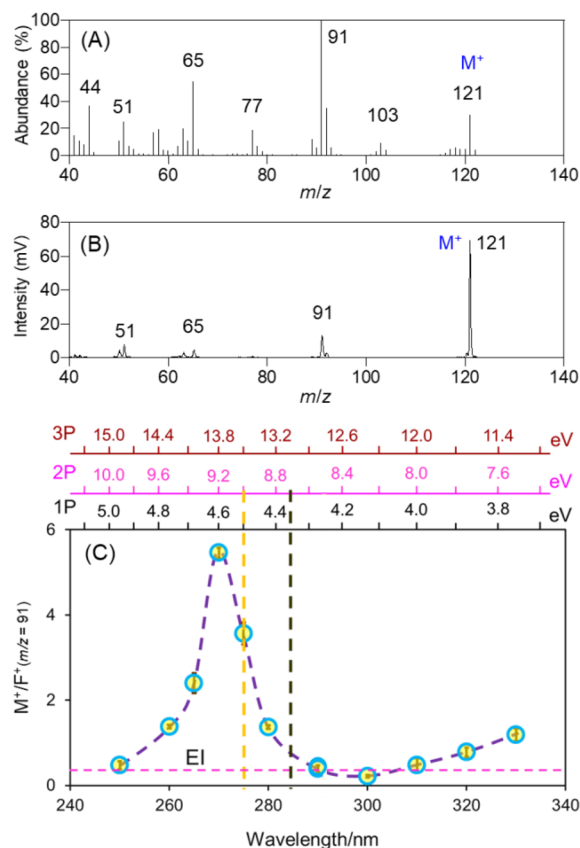 (A)
Abundance (%)
100
80
60
40
20
0
44
51
65
77
91
103
M⁺
121
40 60 80 100 120 140
m/z
(B)
Intensity (mV)
80
60
40
20
0
51
65
91
M⁺ 121
40 60 80 100 120 140
m/z
3P 15.0 14.4 13.8 13.2 12.6 12.0 11.4 eV
2P 10.0 9.6 9.2 8.8 8.4 8.0 7.6 eV
1P 5.0 4.8 4.6 4.4 4.2 4.0 3.8 eV
(C)
M⁺/F⁺(m/z = 91)
6
4
2
0
EI
240 260 280 300 320 340
Wavelength/nm